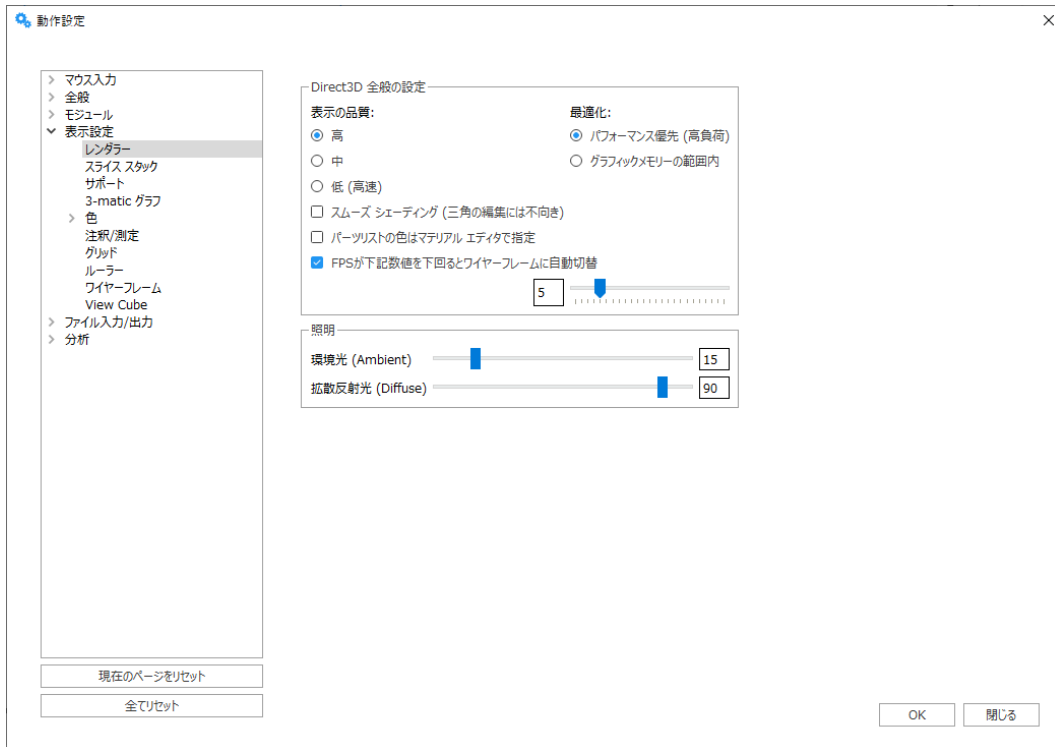 動作設定
マウス入力
全般
モジュール
表示設定
レンダラー
スライス スタック
サポート
3-matic グラフ
色
注釈/測定
グリッド
ルーラー
ワイヤーフレーム
View Cube
ファイル入力/出力
分析
現在のページをリセット
全てリセット
Direct3D 全般の設定
表示の品質: 最適化:
高 パフォーマンス優先 (高負荷)
中 グラフィックメモリーの範囲内
低 (高速)
スムーズ シェーディング (三角の編集には不向き)
パーツリストの色はマテリアル エディタで指定
FPSが下記数値を下回るとワイヤーフレームに自動切替
5
照明
環境光 (Ambient) 15
拡散反射光 (Diffuse) 90
OK 閉じる